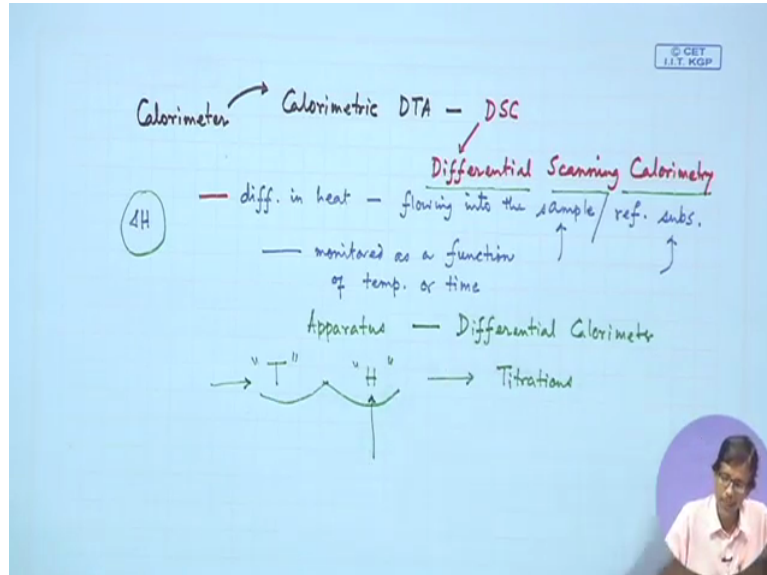 © CET
I.I.T. KGP
Calorimeter Calorimetric DTA — DSC
Differential Scanning Calorimetry
— diff. in heat — flowing into the sample / ref. subs.
ΔH
— monitored as a function
of temp. or time
Apparatus — Differential Calorimeter
→ "T" "H" → Titrations